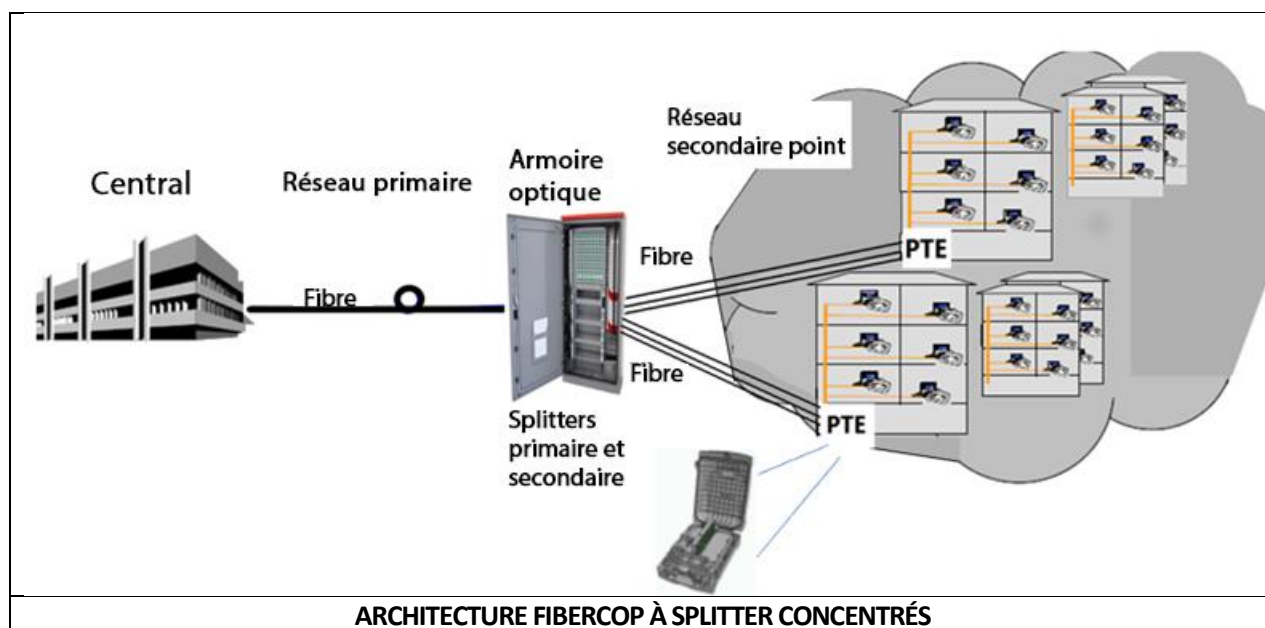 Central
Réseau primaire
Armoire
optique
Réseau
secondaire point
Fibre
Fibre
Fibre
PTE
PTE
Splitters
primaire et
secondaire
ARCHITECTURE FIBERCOP À SPLITTER CONCENTRÉS